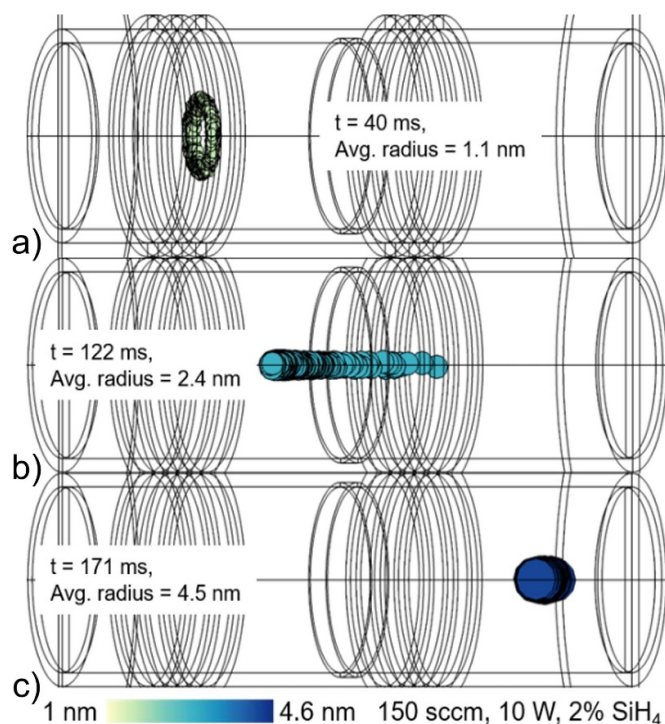 t = 40 ms,
Avg. radius = 1.1 nm
a)
t = 122 ms,
Avg. radius = 2.4 nm
b)
t = 171 ms,
Avg. radius = 4.5 nm
c)
1 nm 4.6 nm 150 sccm, 10 W, 2% SiH₄